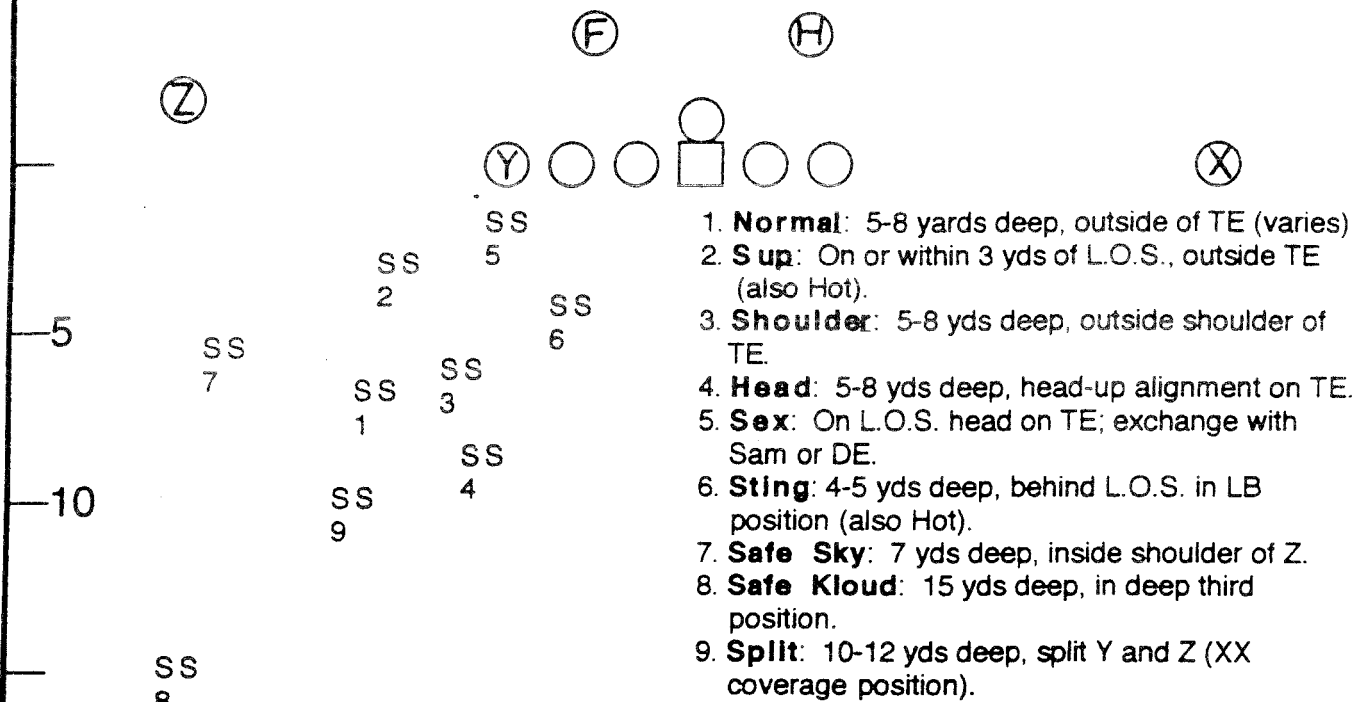 F H
Z
Y X
SS
5
SS
2
SS
6
5
SS
7
SS
3
SS
1
SS
4
10
SS
9
SS
8
1. Normal: 5-8 yards deep, outside of TE (varies)
2. S up: On or within 3 yds of L.O.S., outside TE
(also Hot).
3. Shoulder: 5-8 yds deep, outside shoulder of
TE.
4. Head: 5-8 yds deep, head-up alignment on TE.
5. Sex: On L.O.S. head on TE; exchange with
Sam or DE.
6. Sting: 4-5 yds deep, behind L.O.S. in LB
position (also Hot).
7. Safe Sky: 7 yds deep, inside shoulder of Z.
8. Safe Kloud: 15 yds deep, in deep third
position.
9. Split: 10-12 yds deep, split Y and Z (XX
coverage position).